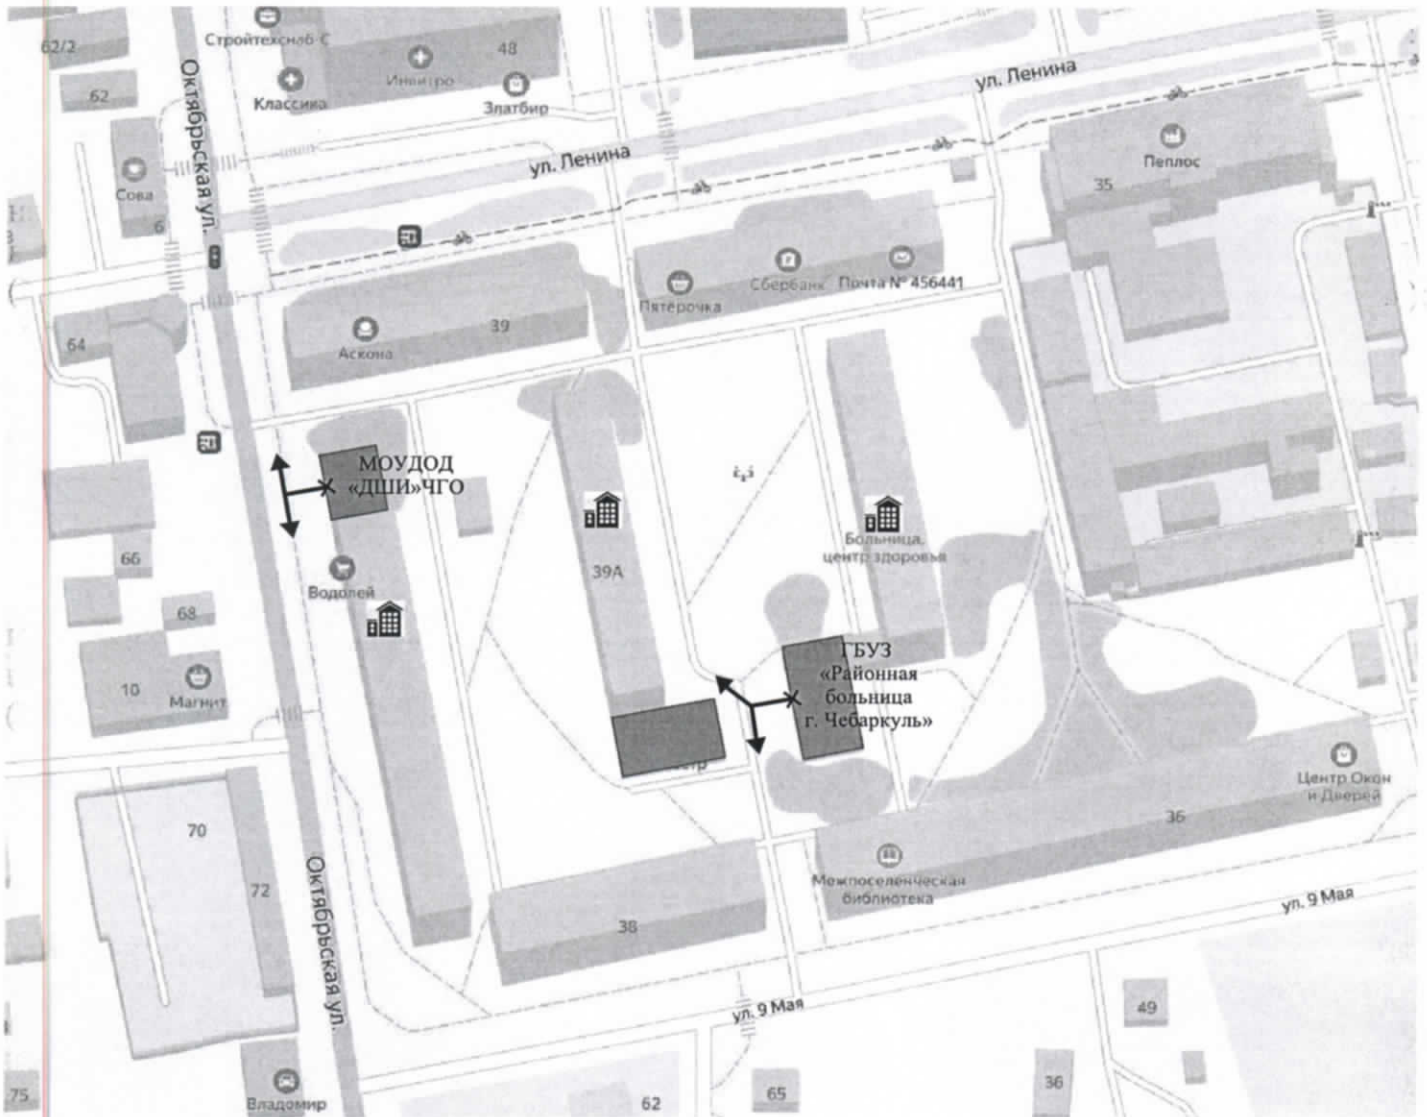 62/2
Стройтехснаб-С
48
Инвитро
62
Классика
Златбир
Октябрьская ул.
ул. Ленина
ул. Ленина
Пеплос
Сова
35
6
Сбербанк
Почта № 456441
Пятёрочка
39
64
Аскона
МОУДОД
«ДШИ»ЧГО
Больница,
центр здоровья
66
39А
Водолей
68
ГБУЗ
«Районная
больница
г. Чебаркуль»
10
Магнит
Центр Окон
и Дверей
36
70
Межпоселенческая
библиотека
72
Октябрьская ул.
38
ул. 9 Мая
ул. 9 Мая
49
75
36
65
62
Владомир